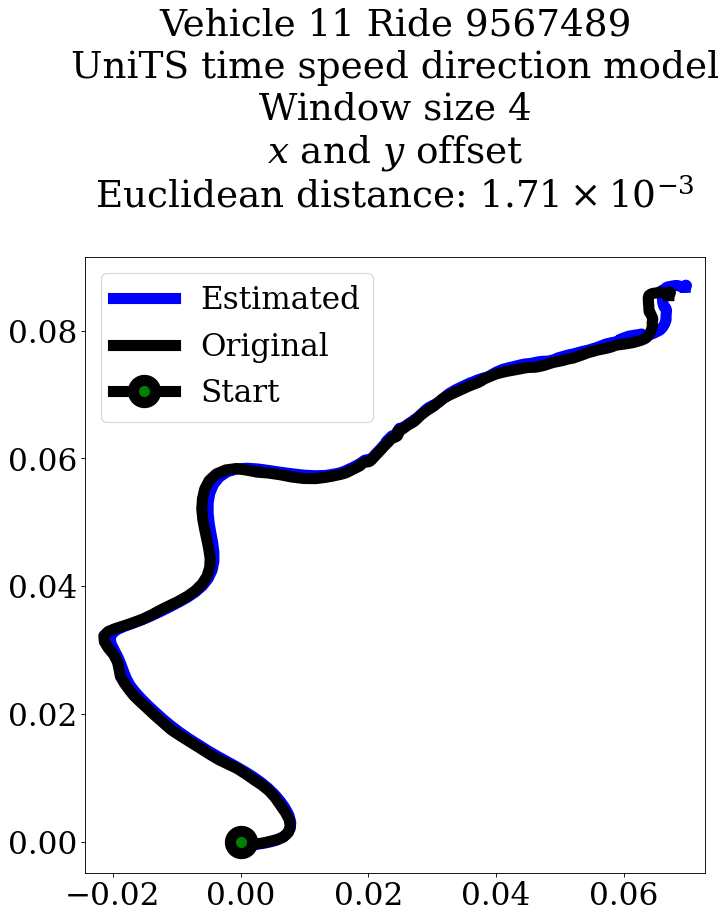 Vehicle 11 Ride 9567489
UniTS time speed direction model
Window size 4
x and y offset
Euclidean distance: 1.71 × 10⁻³
Estimated
Original
Start
0.08
0.06
0.04
0.02
0.00
−0.02 0.00 0.02 0.04 0.06